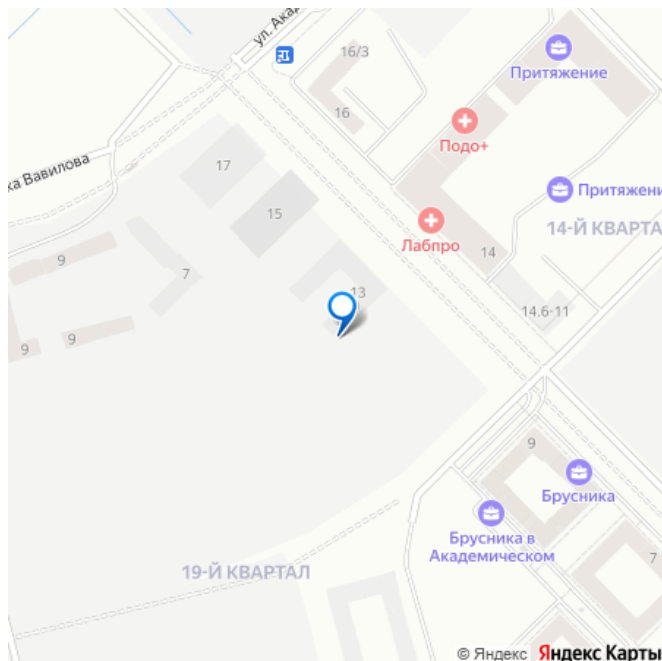 ул. Акад
16/3
Притяжение
16
Подо+
ка Вавилова
17
Притяжени
15
14-Й КВАРТА
Лабпро
14
9
7
13
14.6-11
9
9
9
Брусника
Брусника в
Академическом
7
19-Й КВАРТАЛ
© Яндекс Яндекс Карты